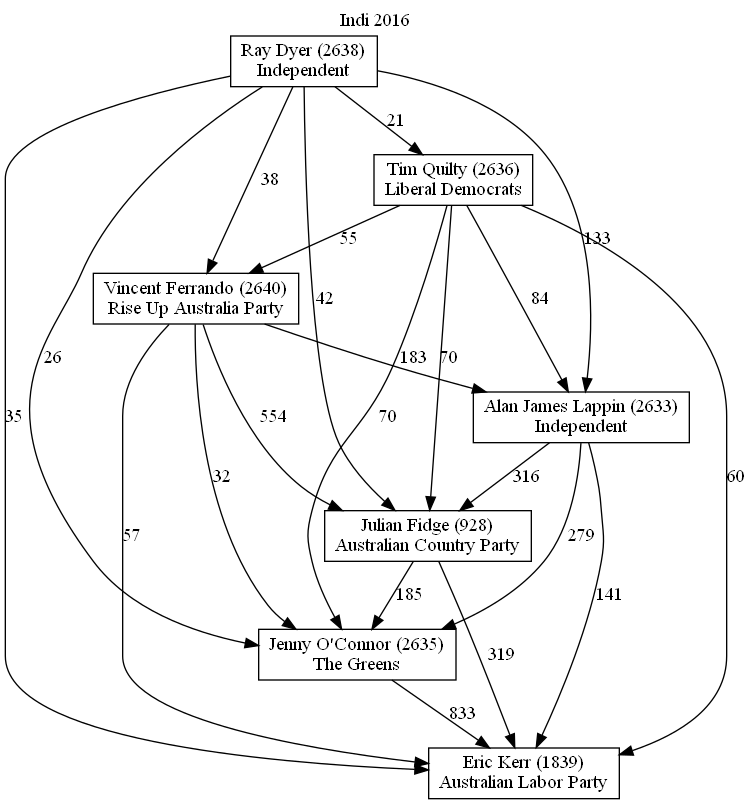 Indi 2016
Ray Dyer (2638)
Independent
21
Tim Quilty (2636)
Liberal Democrats
38
133
55
Vincent Ferrando (2640)
Rise Up Australia Party
42
84
26
183
70
Alan James Lappin (2633)
Independent
35
554
70
32
316
60
Julian Fidge (928)
Australian Country Party
57
279
185
141
Jenny O'Connor (2635)
The Greens
319
833
Eric Kerr (1839)
Australian Labor Party